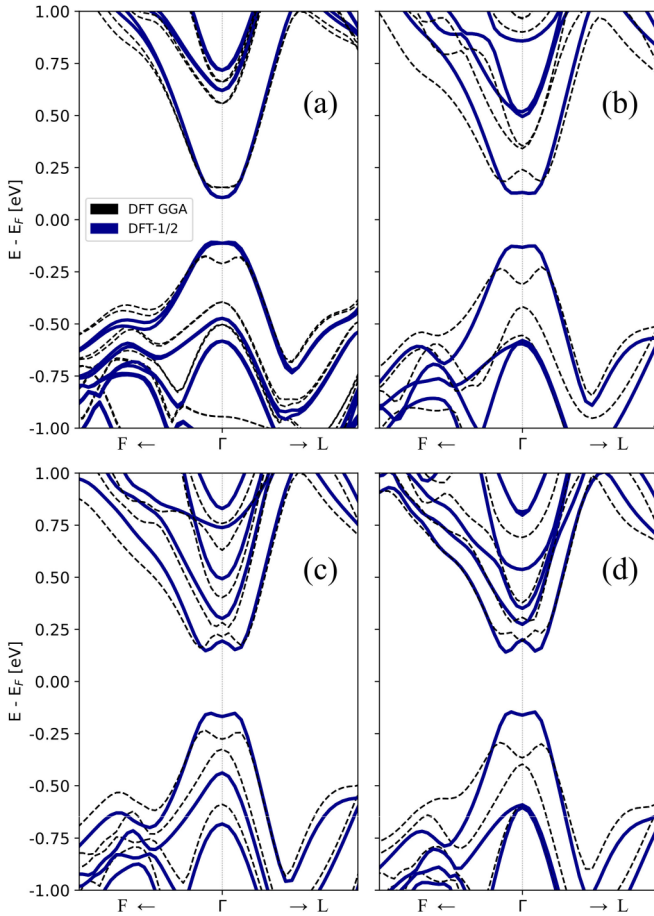 1.00
0.75
0.50
0.25
0.00
-0.25
-0.50
-0.75
-1.00
E - E_F [eV]
(a)
DFT GGA
DFT-1/2
F ← Γ → L
(b)
F ← Γ → L
1.00
0.75
0.50
0.25
0.00
-0.25
-0.50
-0.75
-1.00
E - E_F [eV]
(c)
F ← Γ → L
(d)
F ← Γ → L